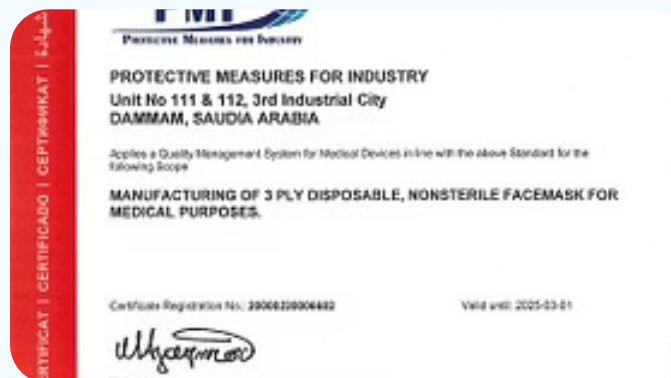 PMI
PROTECTIVE MEASURES FOR INDUSTRY
PROTECTIVE MEASURES FOR INDUSTRY
Unit No 111 & 112, 3rd Industrial City
DAMMAM, SAUDIA ARABIA
Applies a Quality Management System for Medical Devices in line with the above Standard for the
following Scope
MANUFACTURING OF 3 PLY DISPOSABLE, NONSTERILE FACEMASK FOR
MEDICAL PURPOSES.
Certificate Registration No.:
Valid until: 2025-03-01
CERTIFICADO | СЕРТИФИКАТ | شهادة